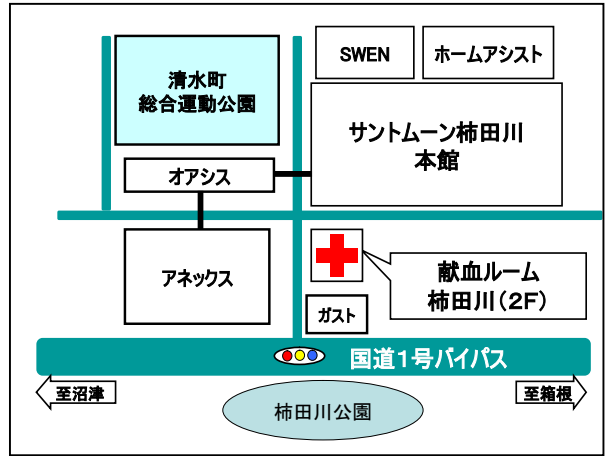 清水町
総合運動公園
SWEN
ホームアシスト
サントムーン柿田川
本館
オアシス
アネックス
献血ルーム
柿田川(2F)
ガスト
国道1号バイパス
至沼津
至箱根
柿田川公園